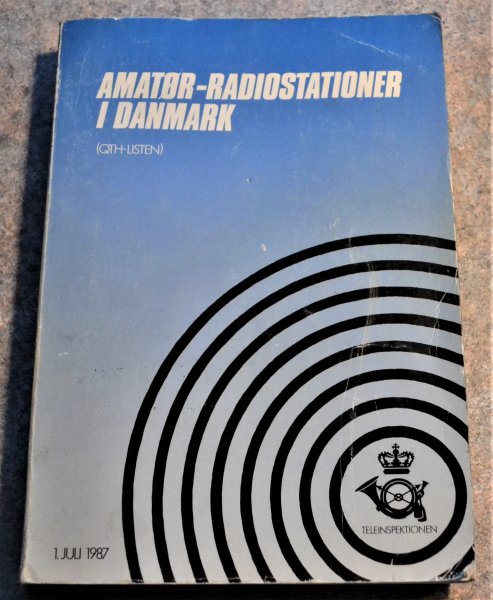 AMATØR-RADIOSTATIONER
I DANMARK
(QTH-LISTEN)
TELEINSPEKTIONEN
1. JULI 1987